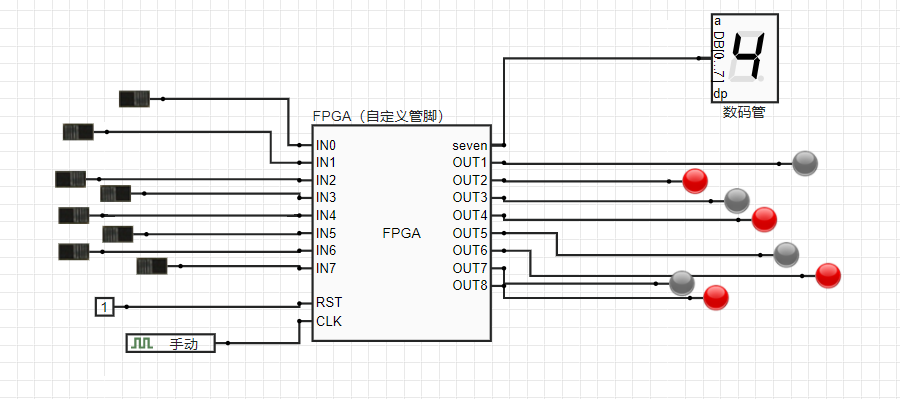 a
DB[0...7]
dp
数码管
FPGA（自定义管脚）
IN0
IN1
IN2
IN3
IN4
IN5
IN6
IN7
RST
CLK
FPGA
seven
OUT1
OUT2
OUT3
OUT4
OUT5
OUT6
OUT7
OUT8
1
手动
4